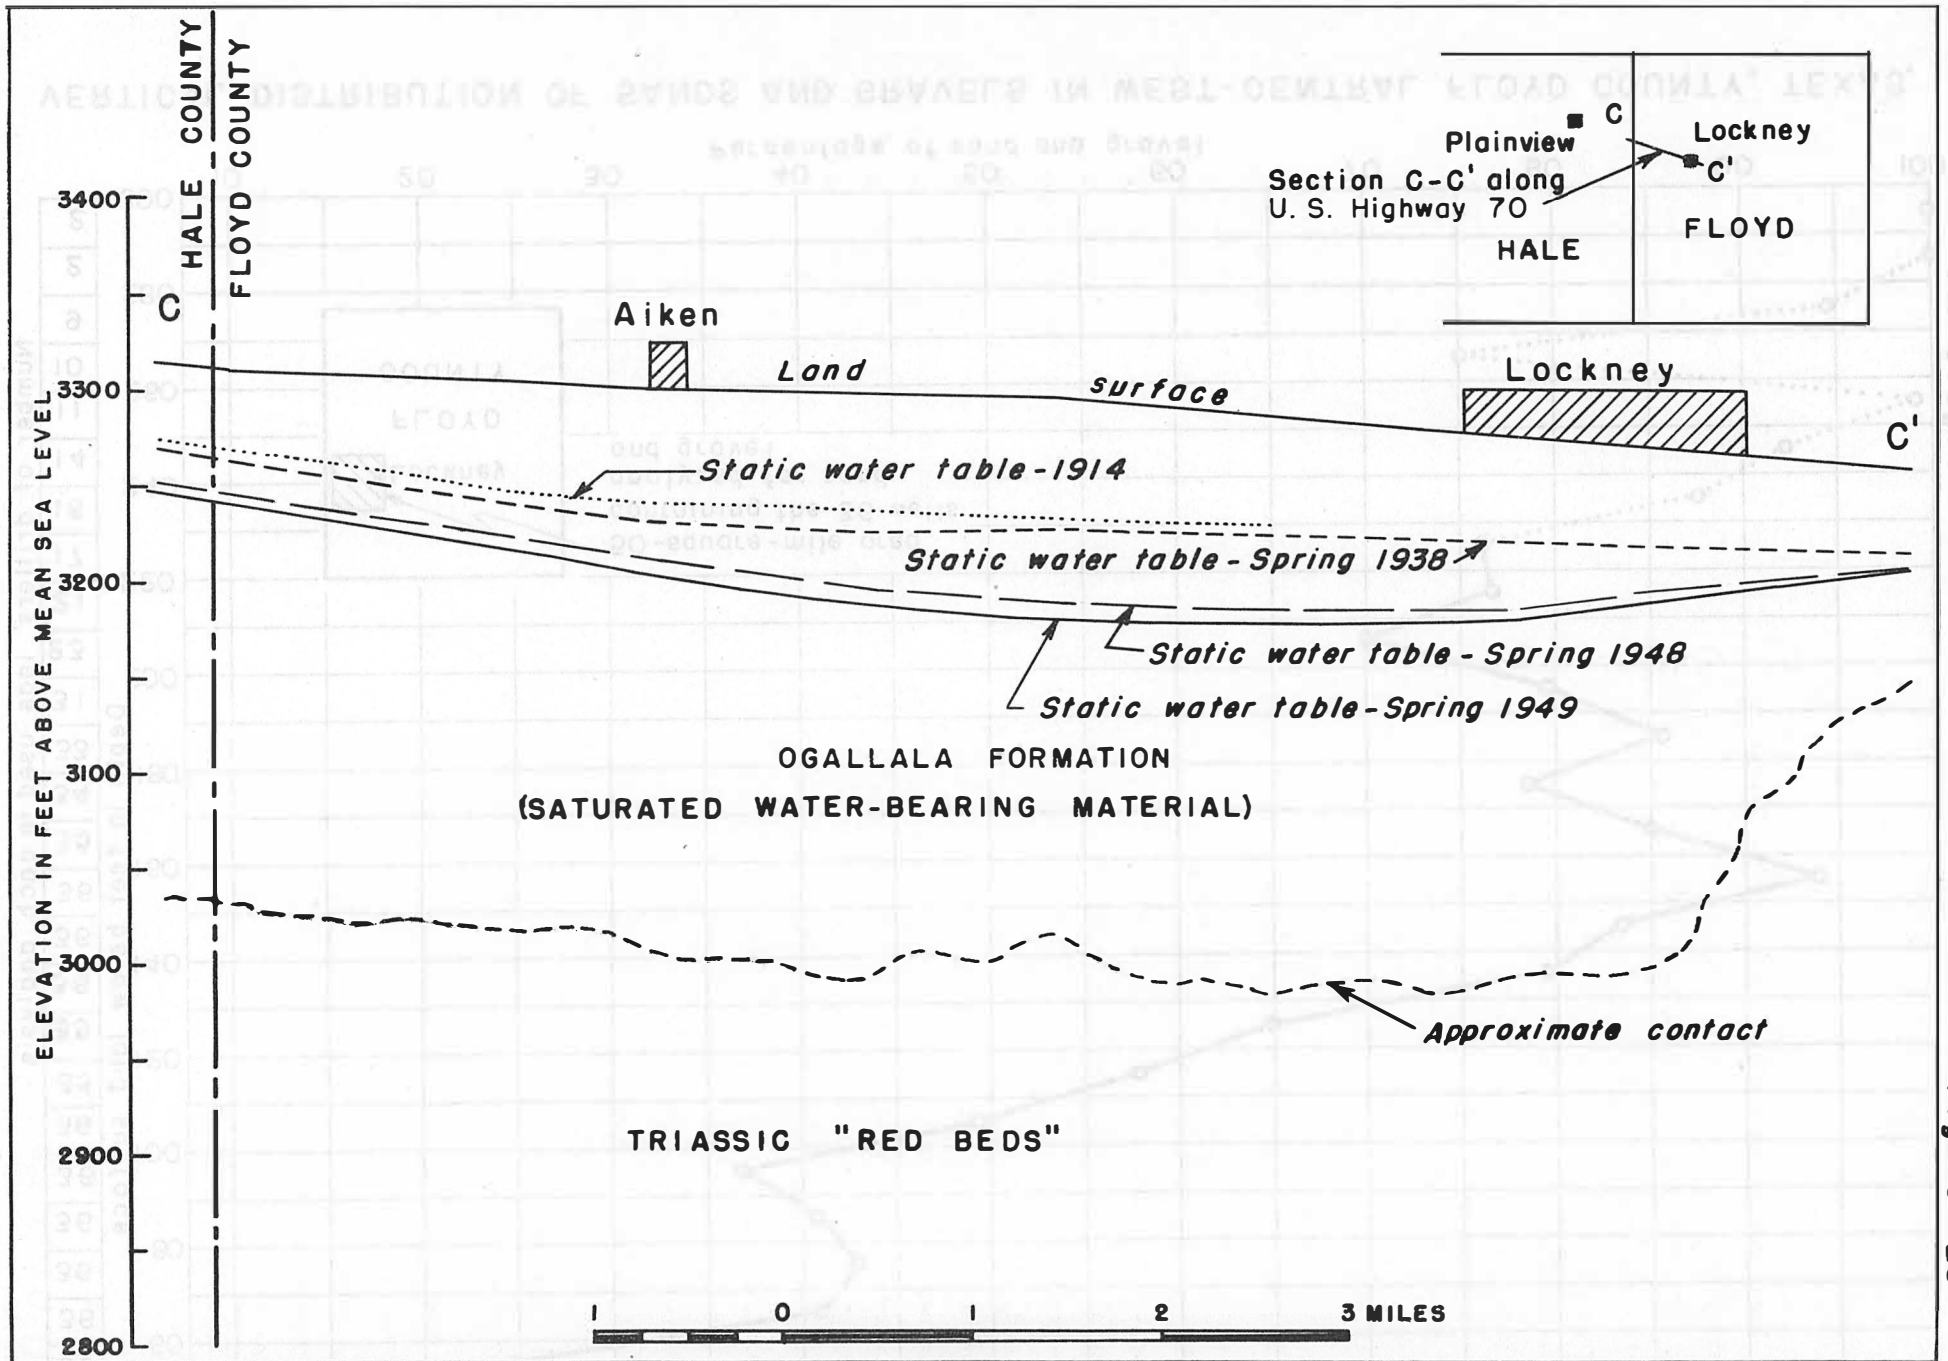 HALE COUNTY
FLOYD COUNTY
C
Plainview
Lockney
Section C-C' along
U. S. Highway 70
C'
FLOYD
HALE
3400
C
Aiken
3300
Land surface
Lockney
C'
Static water table-1914
Static water table-Spring 1938
3200
Static water table-Spring 1948
Static water table-Spring 1949
OGALLALA FORMATION
(SATURATED WATER-BEARING MATERIAL)
3100
3000
Approximate contact
TRIASSIC "RED BEDS"
2900
2800
ELEVATION IN FEET ABOVE MEAN SEA LEVEL
1 0 1 2 3 MILES